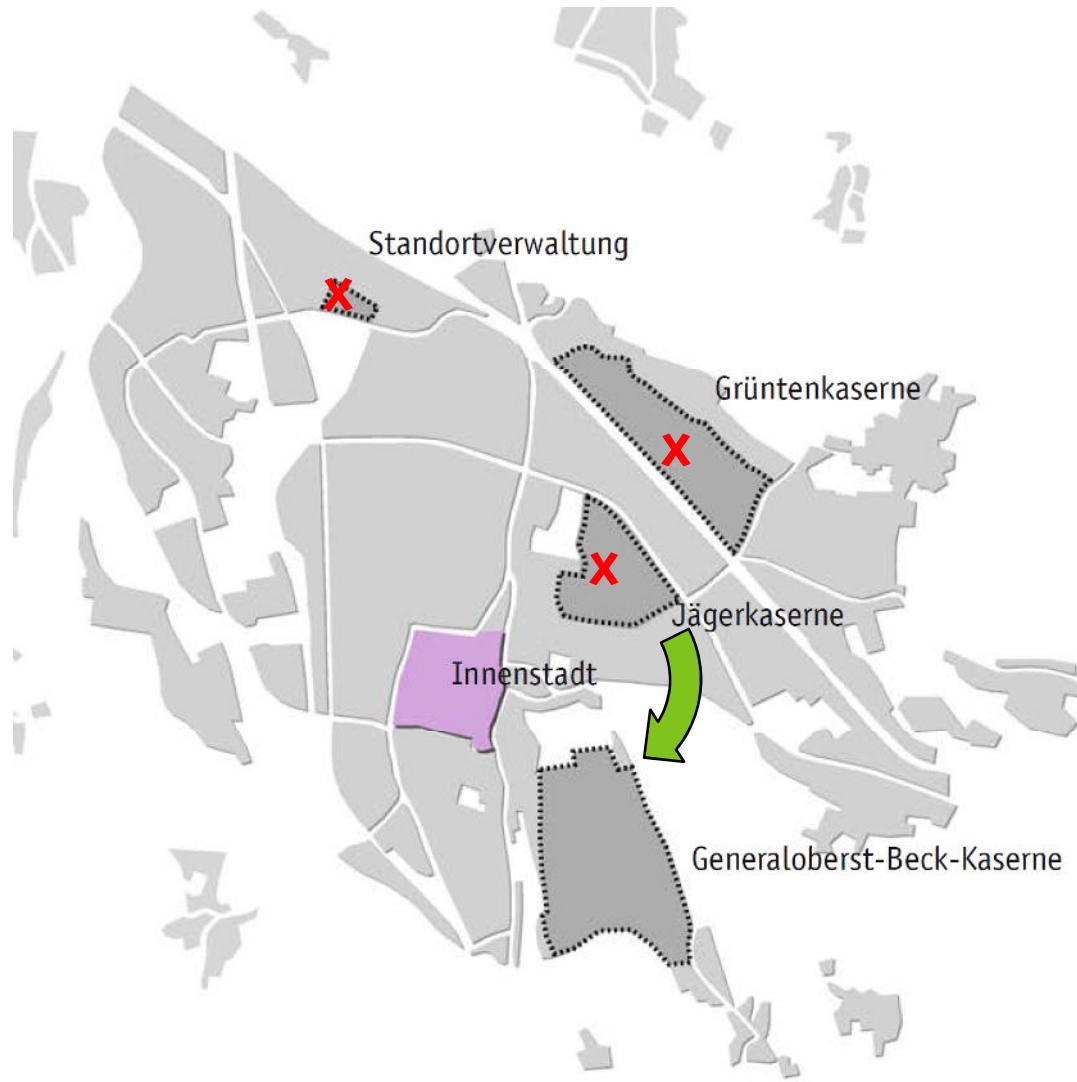 Standortverwaltung
X
Grüntenkaserne
X
X
Jägerkaserne
Innenstadt
Generaloberst-Beck-Kaserne